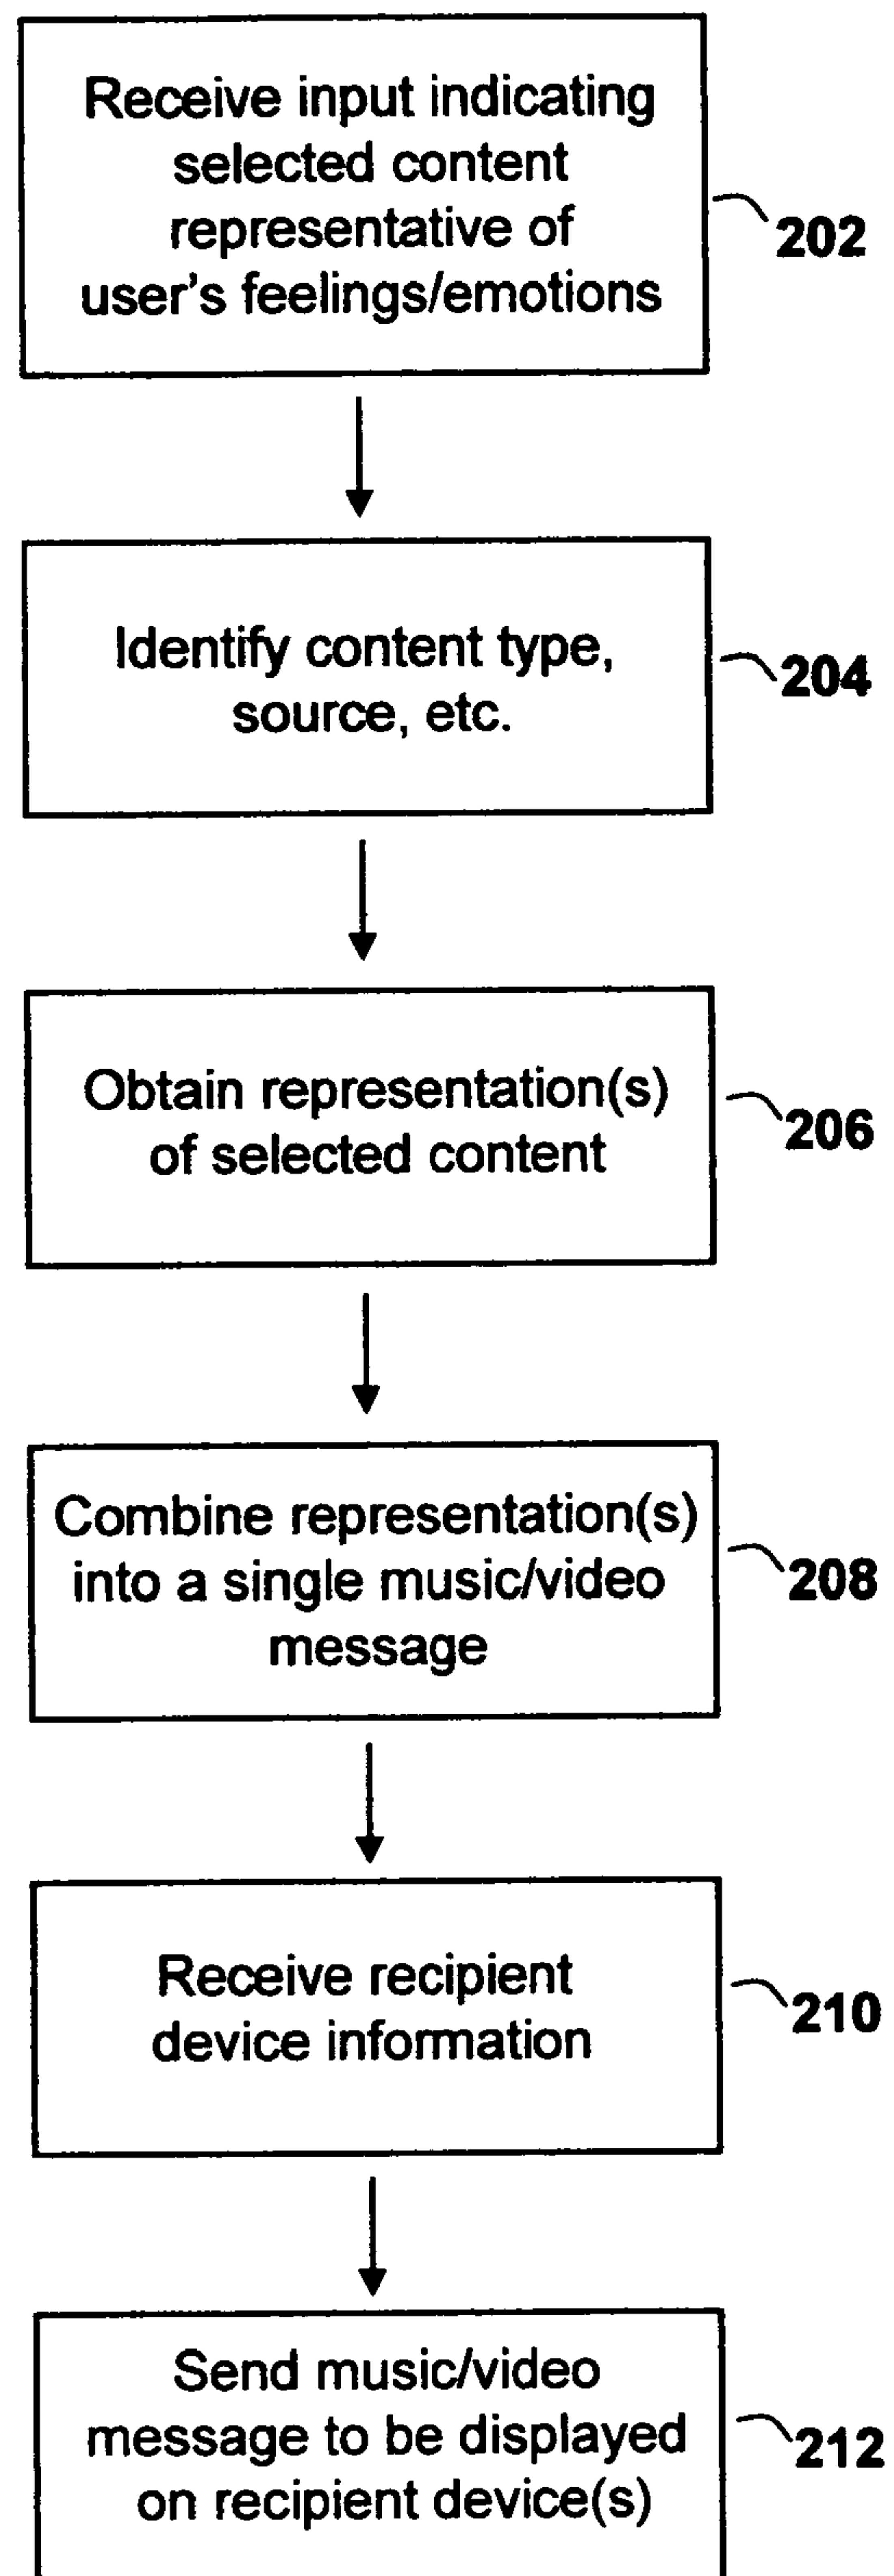 Receive input indicating
selected content
representative of
user's feelings/emotions
202
Identify content type,
source, etc.
204
Obtain representation(s)
of selected content
206
Combine representation(s)
into a single music/video
message
208
Receive recipient
device information
210
Send music/video
message to be displayed
on recipient device(s)
212